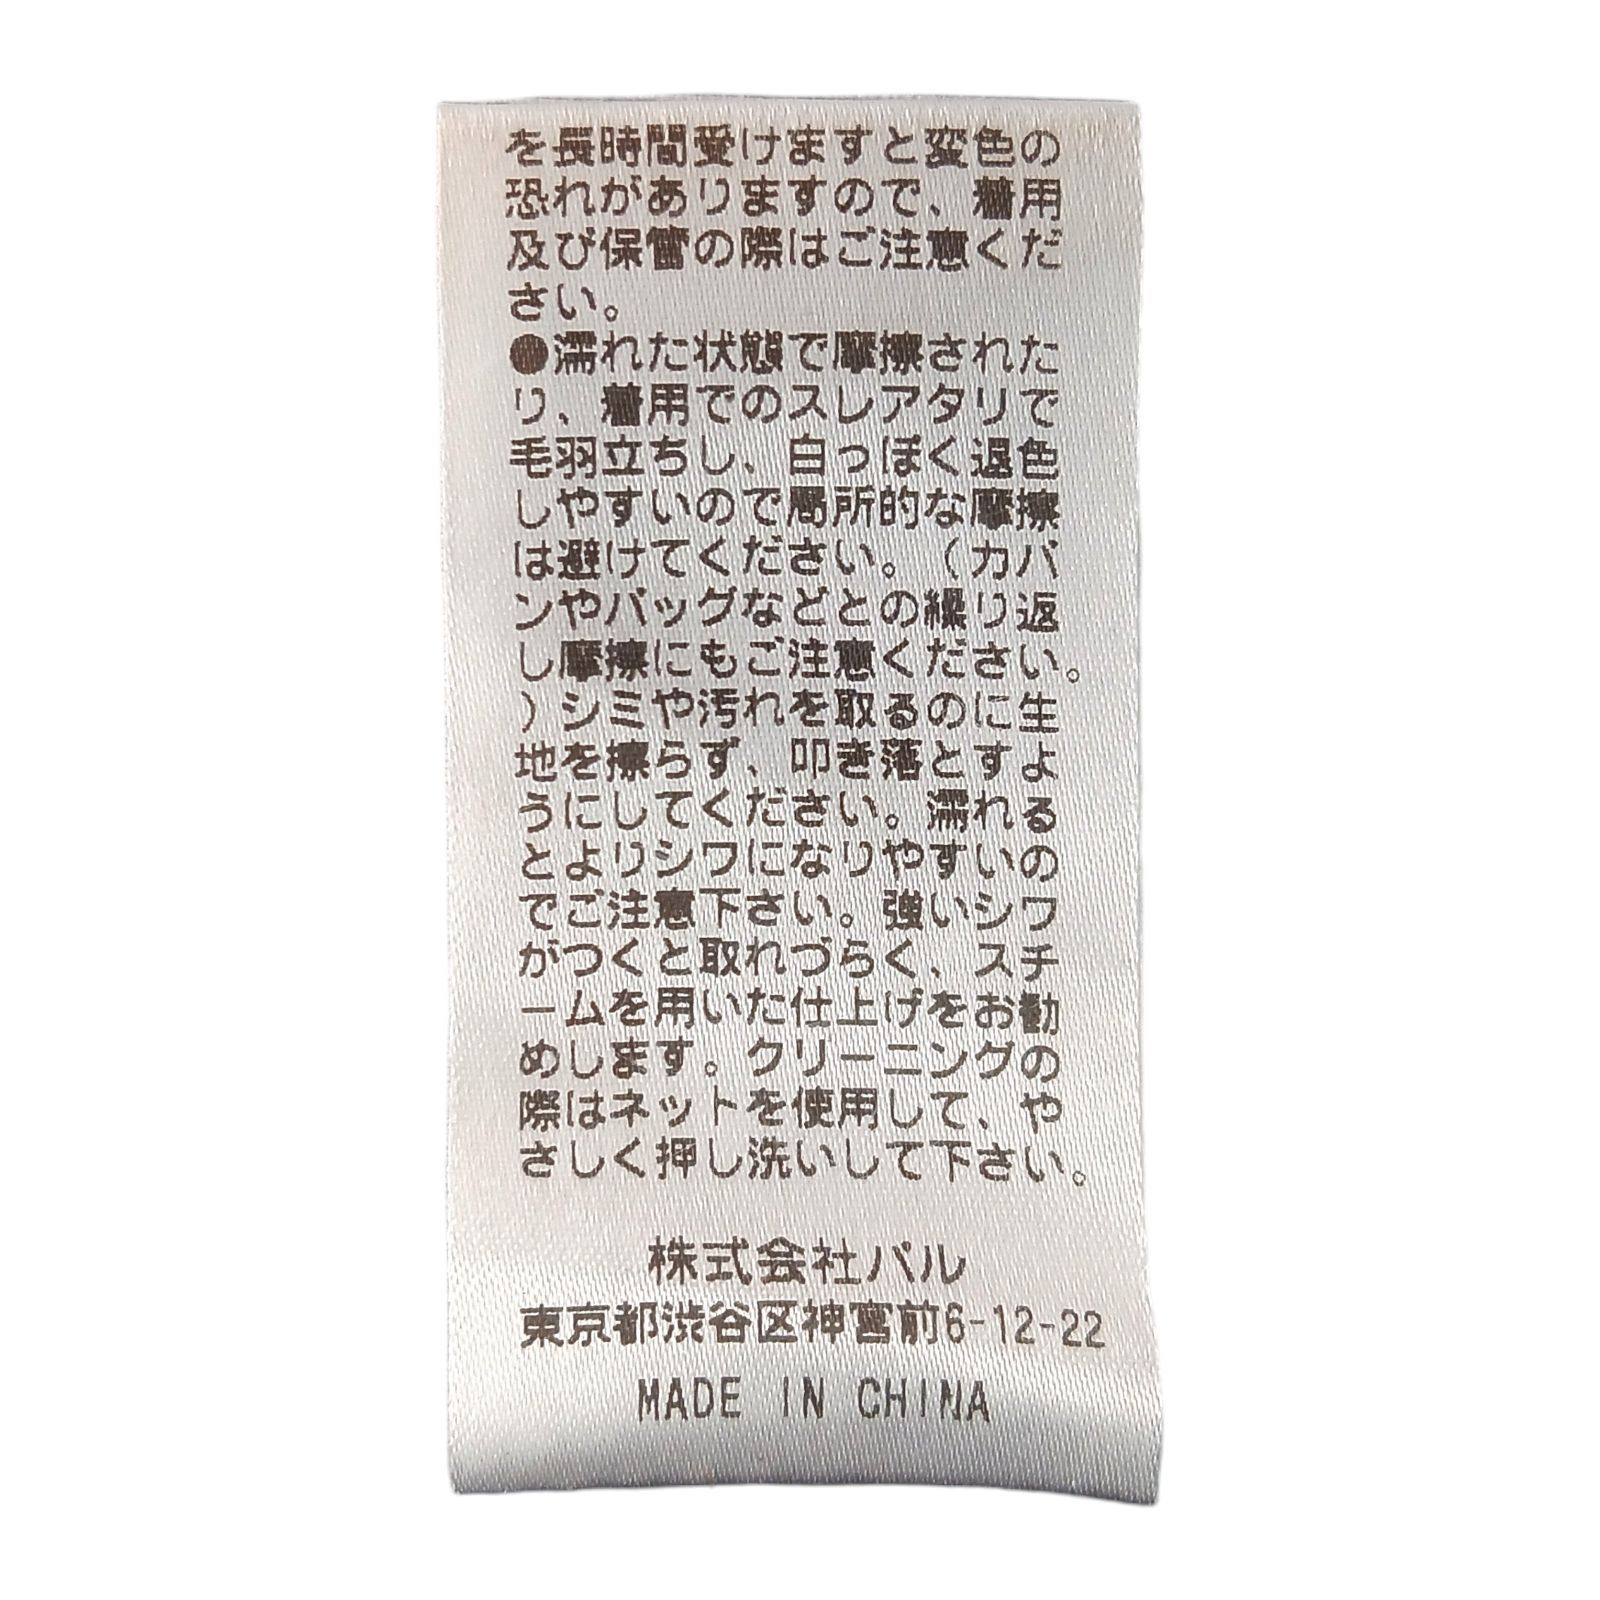 を長時間受けますと変色の
恐れがありますので、着用
及び保管の際はご注意くだ
さい。
●濡れた状態で摩擦された
り、着用でのスレアタリで
毛羽立ちし、白っぽく退色
しやすいので局所的な摩擦
は避けてください。（カバ
ンやバッグなどとの繰り返
し摩擦にもご注意ください。
）シミや汚れを取るのに生
地を擦らず、叩き落とすよ
うにしてください。濡れる
とよりシワになりやすいの
でご注意下さい。強いシワ
がつくと取れづらく、スチ
ームを用いた仕上げをお勧
めします。クリーニングの
際はネットを使用して、や
さしく押し洗いして下さい。
株式会社パル
東京都渋谷区神宮前6-12-22
MADE IN CHINA